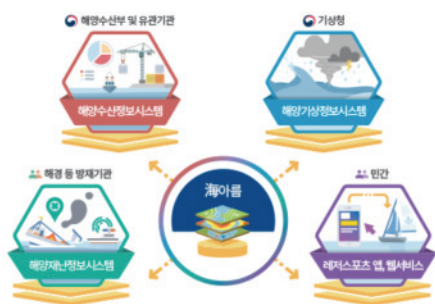 해양수산부 및 유관기관
기상청
해양수산정보시스템
해양기상정보시스템
海아름
해경 등 방재기관
민간
해양재난정보시스템
레저스포츠 앱, 웹서비스